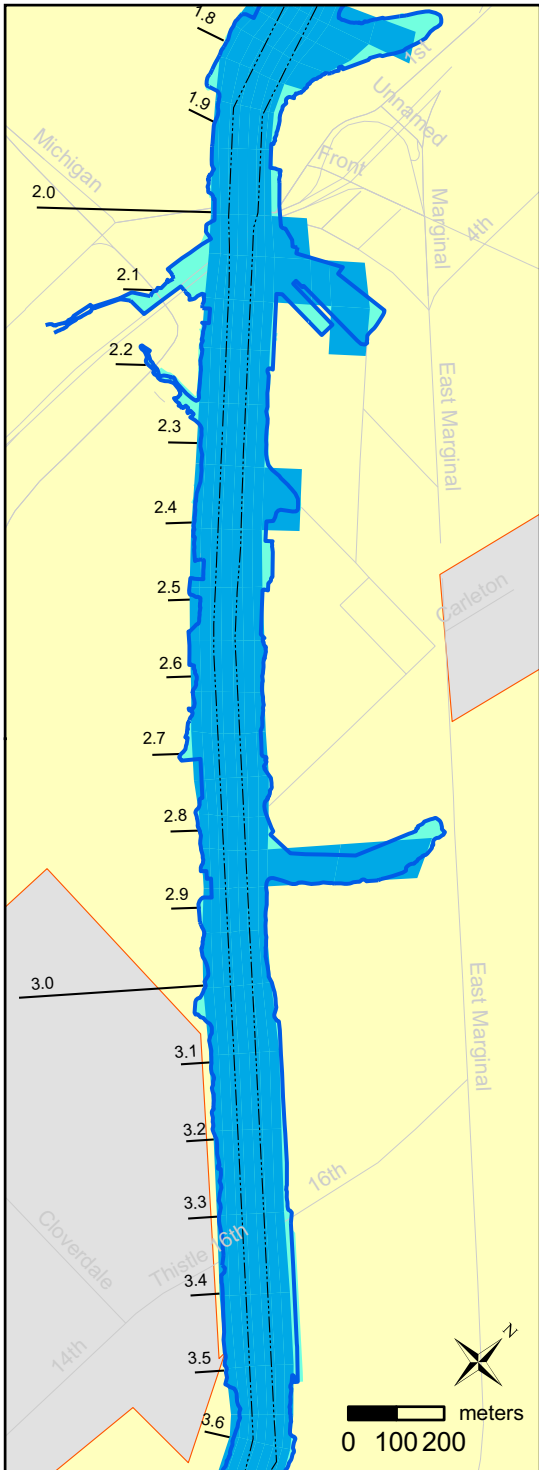 1.8
1st
1.9
Unnamed
Michigan
Front
2.0
Marginal
4th
2.1
2.2
East Marginal
2.3
2.4
2.5
Carleton
2.6
2.7
2.8
2.9
3.0
East Marginal
3.1
3.2
16th
3.3
Cloverdale
Thistle 16th
3.4
14th
3.5
N
3.6
meters
0 100 200